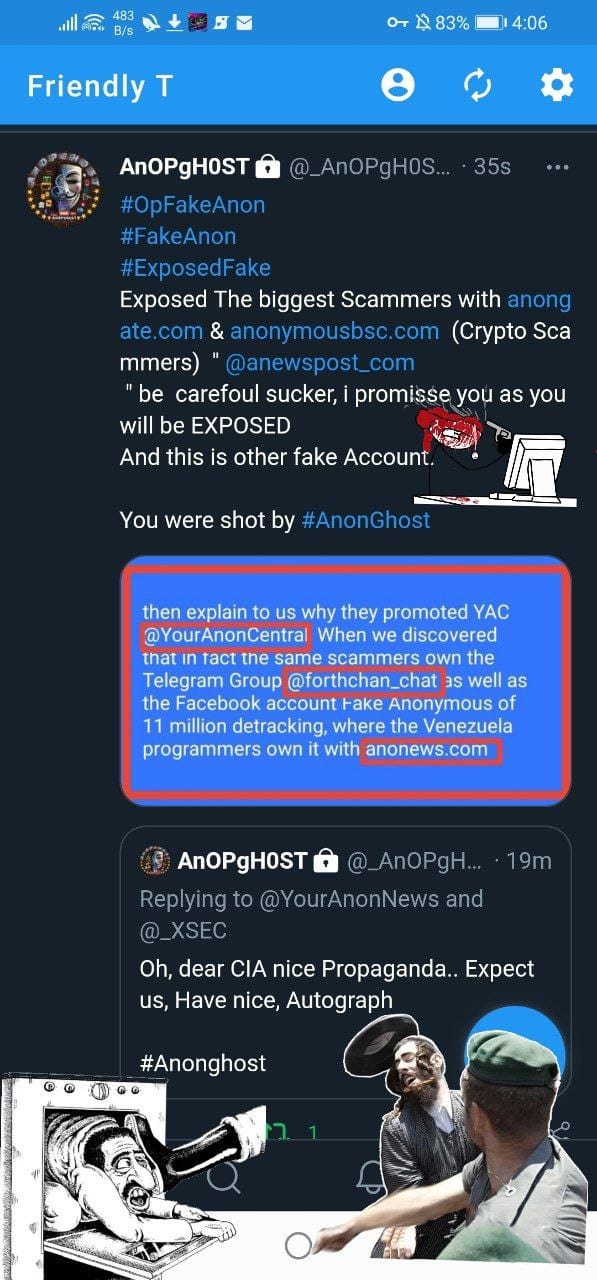 483
B/s
83%
4:06
Friendly T
AnOPgH0ST @_AnOPgH0S... · 35s
#OpFakeAnon
#FakeAnon
#ExposedFake
Exposed The biggest Scammers with anong
ate.com & anonymousbsc.com (Crypto Sca
mmers) " @anewspost_com
" be carefoul sucker, i promisse you as you
will be EXPOSED
And this is other fake Account.
You were shot by #AnonGhost
then explain to us why they promoted YAC
@YourAnonCentral When we discovered
that in fact the same scammers own the
Telegram Group @forthchan_chat as well as
the Facebook account Fake Anonymous of
11 million detracking, where the Venezuela
programmers own it with anonews.com
AnOPgH0ST @_AnOPgH... · 19m
Replying to @YourAnonNews and
@_XSEC
Oh, dear CIA nice Propaganda.. Expect
us, Have nice, Autograph
#Anonghost
1